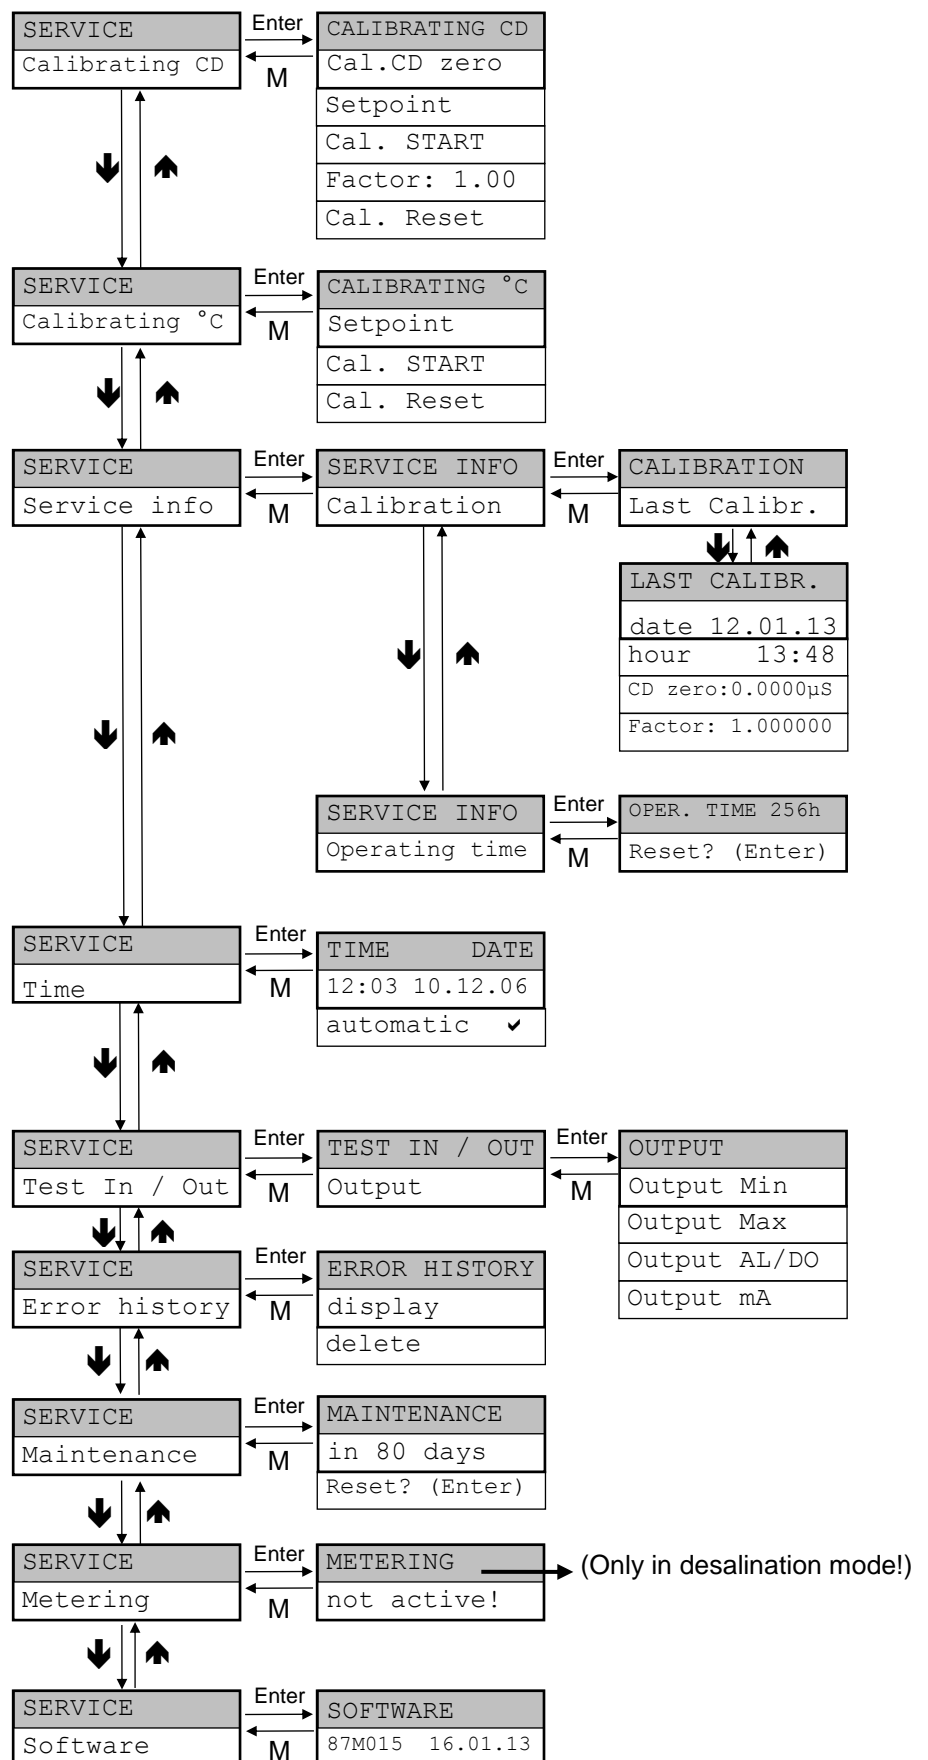 SERVICE
Calibrating CD
Enter
M
CALIBRATING CD
Cal.CD zero
Setpoint
Cal. START
Factor: 1.00
Cal. Reset
SERVICE
Calibrating °C
Enter
M
CALIBRATING °C
Setpoint
Cal. START
Cal. Reset
SERVICE
Service info
Enter
M
SERVICE INFO
Calibration
Enter
M
CALIBRATION
Last Calibr.
LAST CALIBR.
date 12.01.13
hour 13:48
CD zero:0.0000µS
Factor: 1.000000
SERVICE INFO
Operating time
Enter
M
OPER. TIME 256h
Reset? (Enter)
SERVICE
Time
Enter
M
TIME DATE
12:03 10.12.06
automatic ✓
SERVICE
Test In / Out
Enter
M
TEST IN / OUT
Output
Enter
M
OUTPUT
Output Min
Output Max
Output AL/DO
Output mA
SERVICE
Error history
Enter
M
ERROR HISTORY
display
delete
SERVICE
Maintenance
Enter
M
MAINTENANCE
in 80 days
Reset? (Enter)
SERVICE
Metering
Enter
M
METERING
not active!
(Only in desalination mode!)
SERVICE
Software
Enter
M
SOFTWARE
87M015 16.01.13